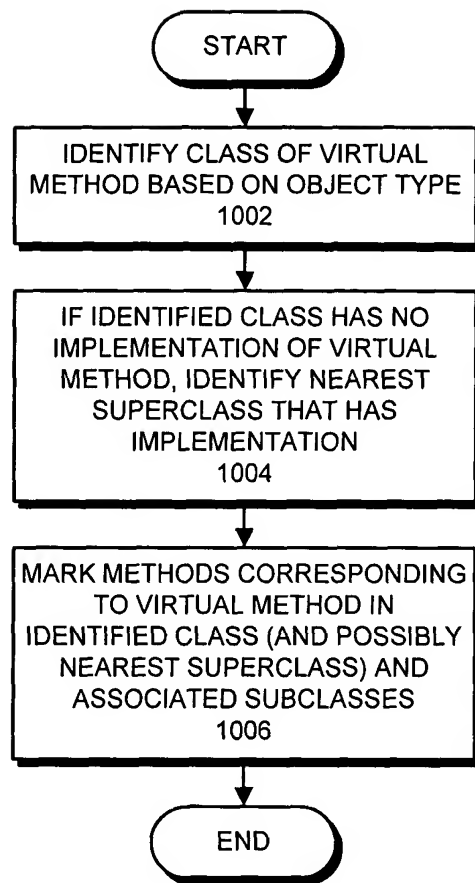 START
IDENTIFY CLASS OF VIRTUAL
METHOD BASED ON OBJECT TYPE
1002
IF IDENTIFIED CLASS HAS NO
IMPLEMENTATION OF VIRTUAL
METHOD, IDENTIFY NEAREST
SUPERCLASS THAT HAS
IMPLEMENTATION
1004
MARK METHODS CORRESPONDING
TO VIRTUAL METHOD IN
IDENTIFIED CLASS (AND POSSIBLY
NEAREST SUPERCLASS) AND
ASSOCIATED SUBCLASSES
1006
END